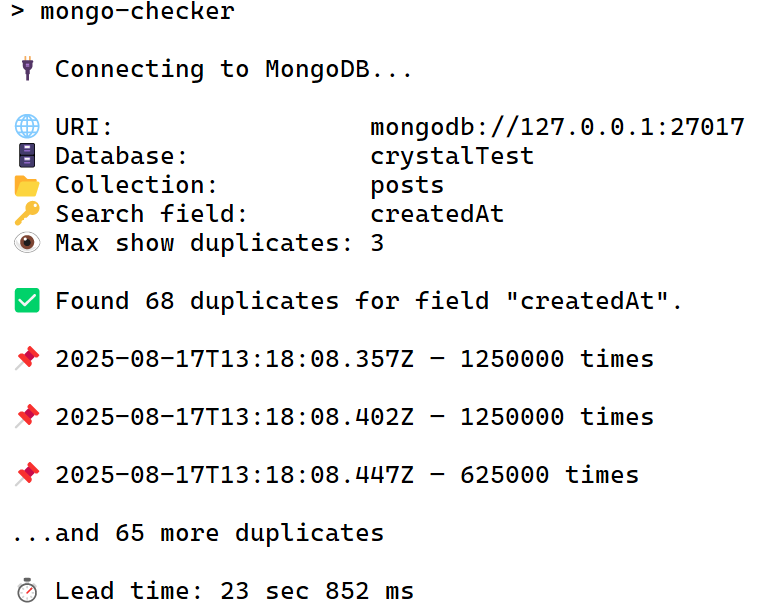 > mongo-checker
🔌 Connecting to MongoDB...
🌐 URI: mongodb://127.0.0.1:27017
🗄️ Database: crystalTest
📂 Collection: posts
🔑 Search field: createdAt
👁️ Max show duplicates: 3
✅ Found 68 duplicates for field "createdAt".
📌 2025-08-17T13:18:08.357Z — 1250000 times
📌 2025-08-17T13:18:08.402Z — 1250000 times
📌 2025-08-17T13:18:08.447Z — 625000 times
...and 65 more duplicates
⏱️ Lead time: 23 sec 852 ms